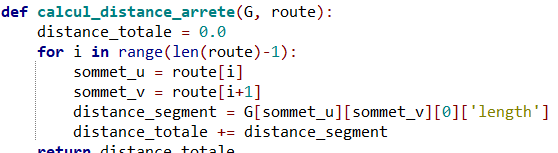 def calcul_distance_arrete(G, route):
    distance_totale = 0.0
    for i in range(len(route)-1):
        sommet_u = route[i]
        sommet_v = route[i+1]
        distance_segment = G[sommet_u][sommet_v][0]['length']
        distance_totale += distance_segment
    return distance_totale